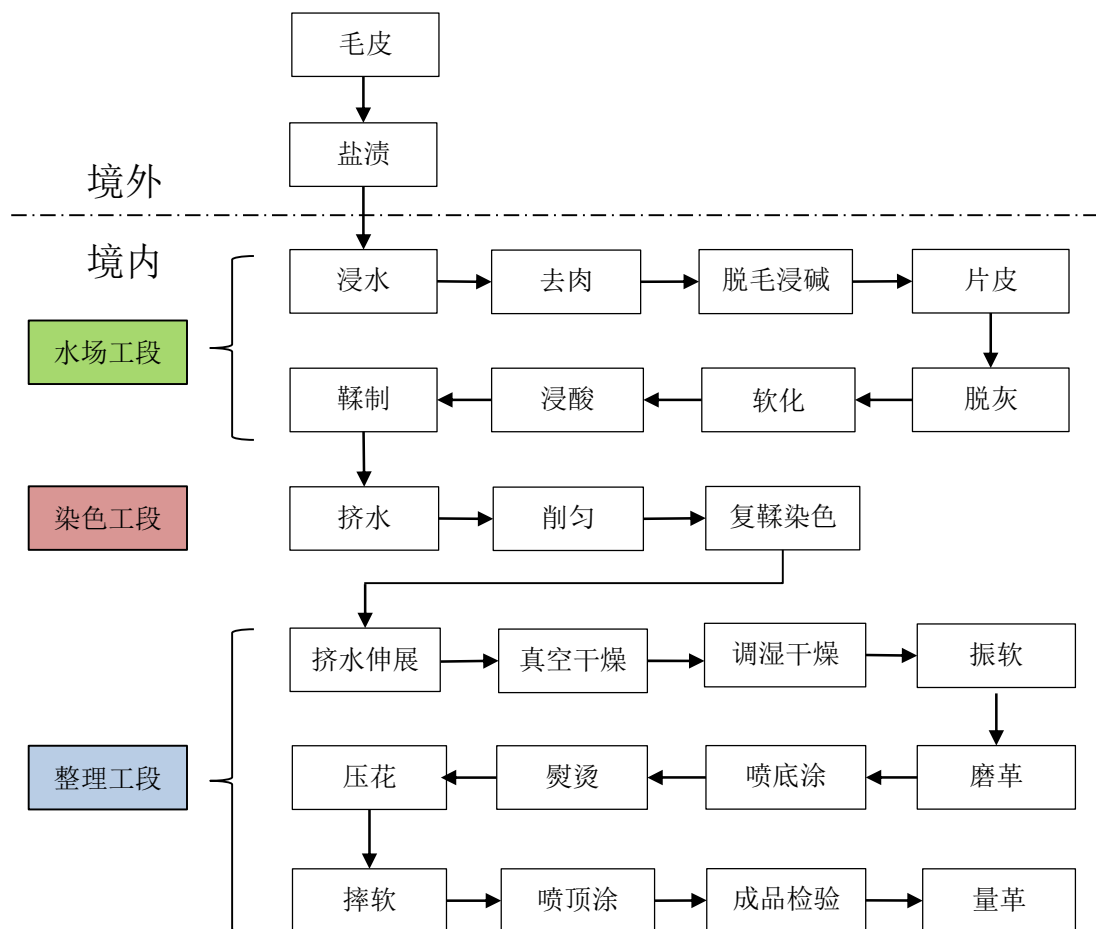 毛皮
盐渍
境外
境内
浸水 去肉 脱毛浸碱 片皮
水场工段
鞣制 浸酸 软化 脱灰
染色工段 挤水 削匀 复鞣染色
挤水伸展 真空干燥 调湿干燥 振软
整理工段 压花 熨烫 喷底涂 磨革
摔软 喷顶涂 成品检验 量革